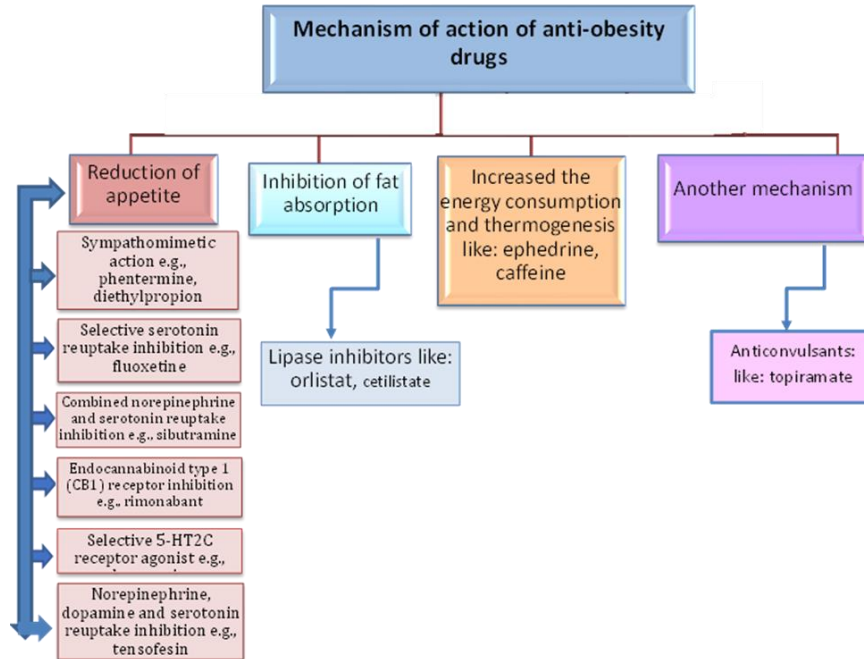 Mechanism of action of anti-obesity
drugs
Reduction of
appetite
Sympathomimetic
action e.g.,
phentermine,
diethylpropion
Selective serotonin
reuptake inhibition e.g.,
fluoxetine
Combined norepinephrine
and serotonin reuptake
inhibition e.g., sibutramine
Endocannabinoid type 1
(CB1) receptor inhibition
e.g., rimonabant
Selective 5-HT2C
receptor agonist e.g.,
Norepinephrine,
dopamine and serotonin
reuptake inhibition e.g.,
tensofesin
Inhibition of fat
absorption
Lipase inhibitors like:
orlistat, cetilistate
Increased the
energy consumption
and thermogenesis
like: ephedrine,
caffeine
Another mechanism
Anticonvulsants:
like: topiramate